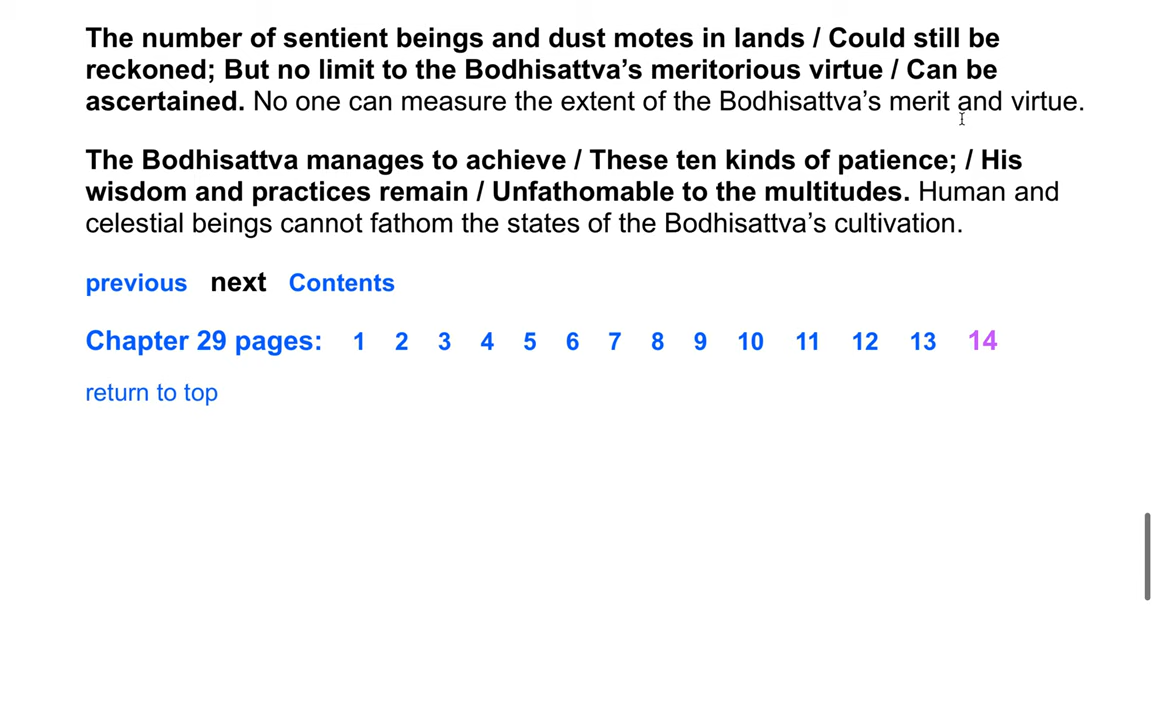 The number of sentient beings and dust motes in lands / Could still be
reckoned; But no limit to the Bodhisattva’s meritorious virtue / Can be
ascertained. No one can measure the extent of the Bodhisattva’s merit and virtue.
The Bodhisattva manages to achieve / These ten kinds of patience; / His
wisdom and practices remain / Unfathomable to the multitudes. Human and
celestial beings cannot fathom the states of the Bodhisattva’s cultivation.
previous next Contents
Chapter 29 pages: 1 2 3 4 5 6 7 8 9 10 11 12 13 14
return to top